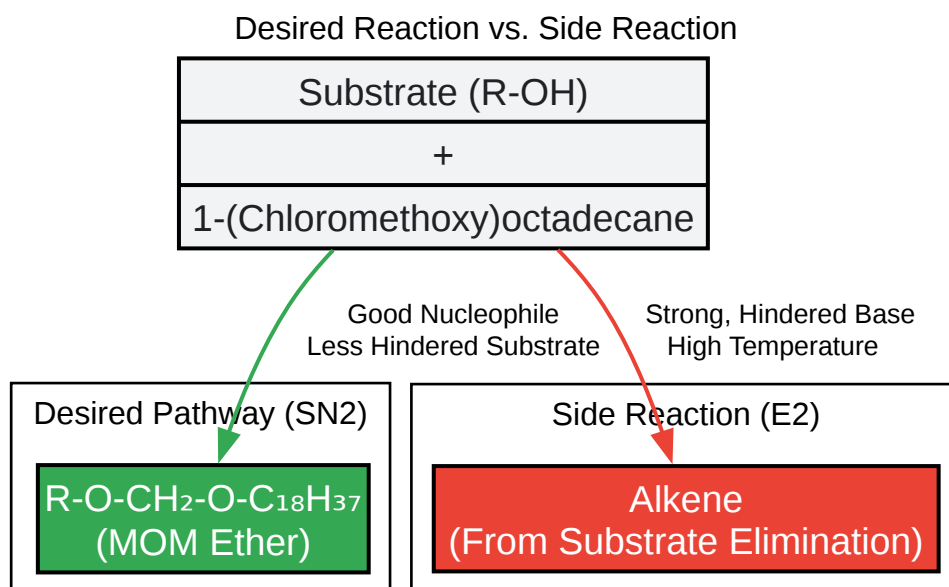 Desired Reaction vs. Side Reaction
Substrate (R-OH)
+
1-(Chloromethoxy)octadecane
Good Nucleophile
Less Hindered Substrate
Strong, Hindered Base
High Temperature
Desired Pathway (SN2)
R-O-CH₂-O-C₁₈H₃₇
(MOM Ether)
Side Reaction (E2)
Alkene
(From Substrate Elimination)